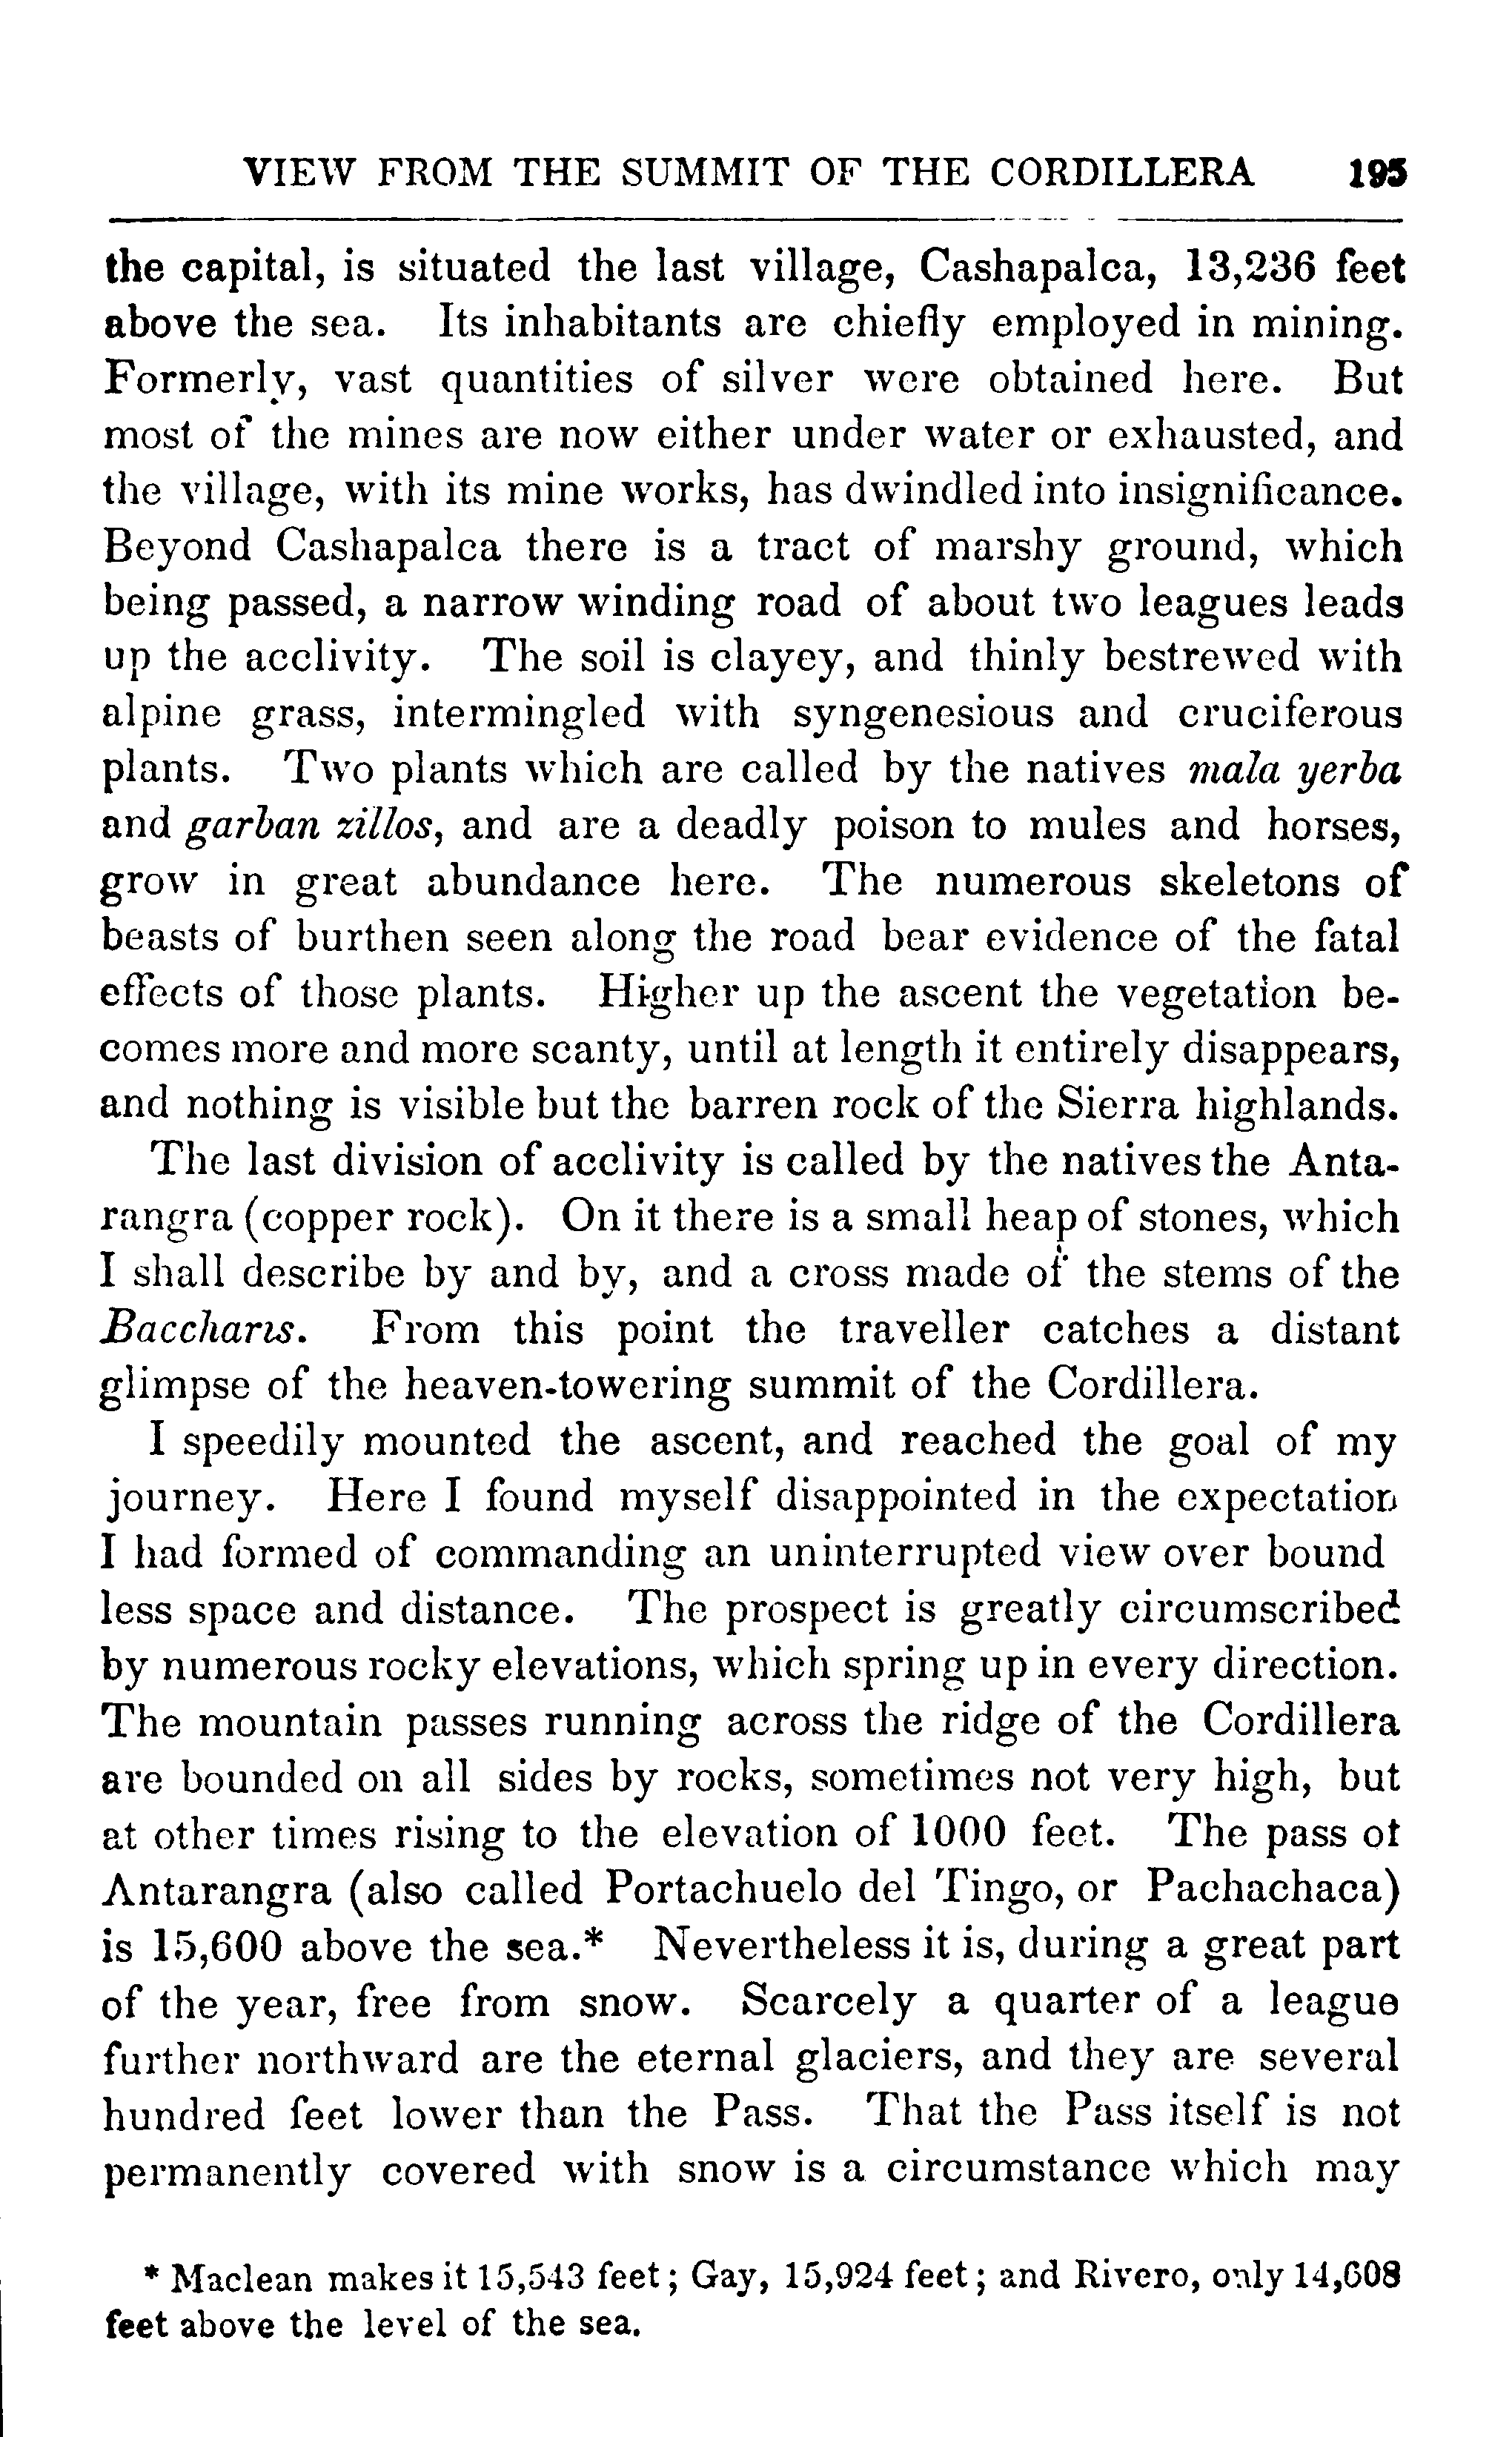 VIEW FROM THE SUMMIT OF THE CORDILLERA 195
the capital, is situated the last village, Cashapalca, 13,236 feet
above the sea. Its inhabitants are chiefly employed in mining.
Formerly, vast quantities of silver were obtained here. But
most of the mines are now either under water or exhausted, and
the village, with its mine works, has dwindled into insignificance.
Beyond Cashapalca there is a tract of marshy ground, which
being passed, a narrow winding road of about two leagues leads
up the acclivity. The soil is clayey, and thinly bestrewed with
alpine grass, intermingled with syngenesious and cruciferous
plants. Two plants which are called by the natives mala yerba
and garban zillos, and are a deadly poison to mules and horses,
grow in great abundance here. The numerous skeletons of
beasts of burthen seen along the road bear evidence of the fatal
effects of those plants. Higher up the ascent the vegetation be-
comes more and more scanty, until at length it entirely disappears,
and nothing is visible but the barren rock of the Sierra highlands.
The last division of acclivity is called by the natives the Anta-
rangra (copper rock). On it there is a small heap of stones, which
I shall describe by and by, and a cross made of the stems of the
Baccharis. From this point the traveller catches a distant
glimpse of the heaven-towering summit of the Cordillera.
I speedily mounted the ascent, and reached the goal of my
journey. Here I found myself disappointed in the expectation
I had formed of commanding an uninterrupted view over bound
less space and distance. The prospect is greatly circumscribed
by numerous rocky elevations, which spring up in every direction.
The mountain passes running across the ridge of the Cordillera
are bounded on all sides by rocks, sometimes not very high, but
at other times rising to the elevation of 1000 feet. The pass of
Antarangra (also called Portachuelo del Tingo, or Pachachaca)
is 15,600 above the sea.* Nevertheless it is, during a great part
of the year, free from snow. Scarcely a quarter of a league
further northward are the eternal glaciers, and they are several
hundred feet lower than the Pass. That the Pass itself is not
permanently covered with snow is a circumstance which may
* Maclean makes it 15,543 feet; Gay, 15,924 feet; and Rivero, only 14,608
feet above the level of the sea.